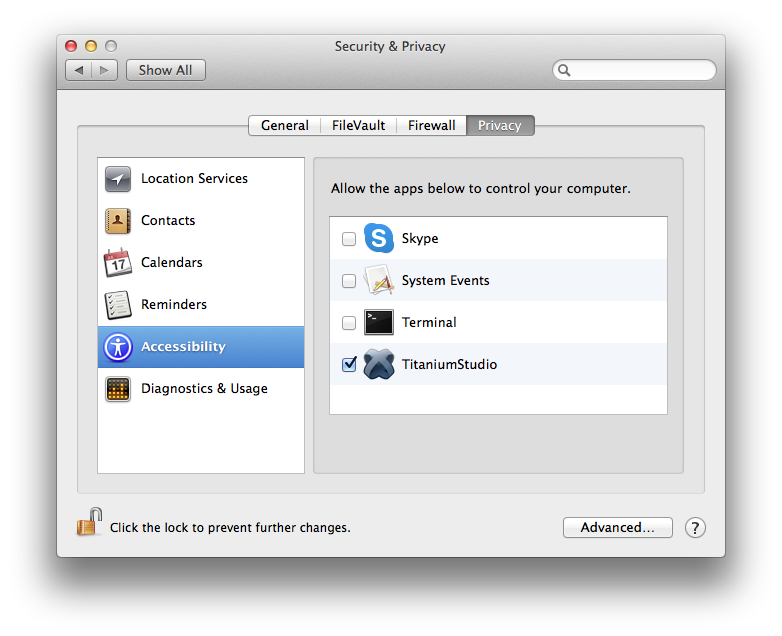 Security & Privacy
Show All
General FileVault Firewall Privacy
Location Services
Contacts
17
Calendars
Reminders
Accessibility
Diagnostics & Usage
Allow the apps below to control your computer.
S Skype
System Events
>_ Terminal
TitaniumStudio
Click the lock to prevent further changes.
Advanced... ?